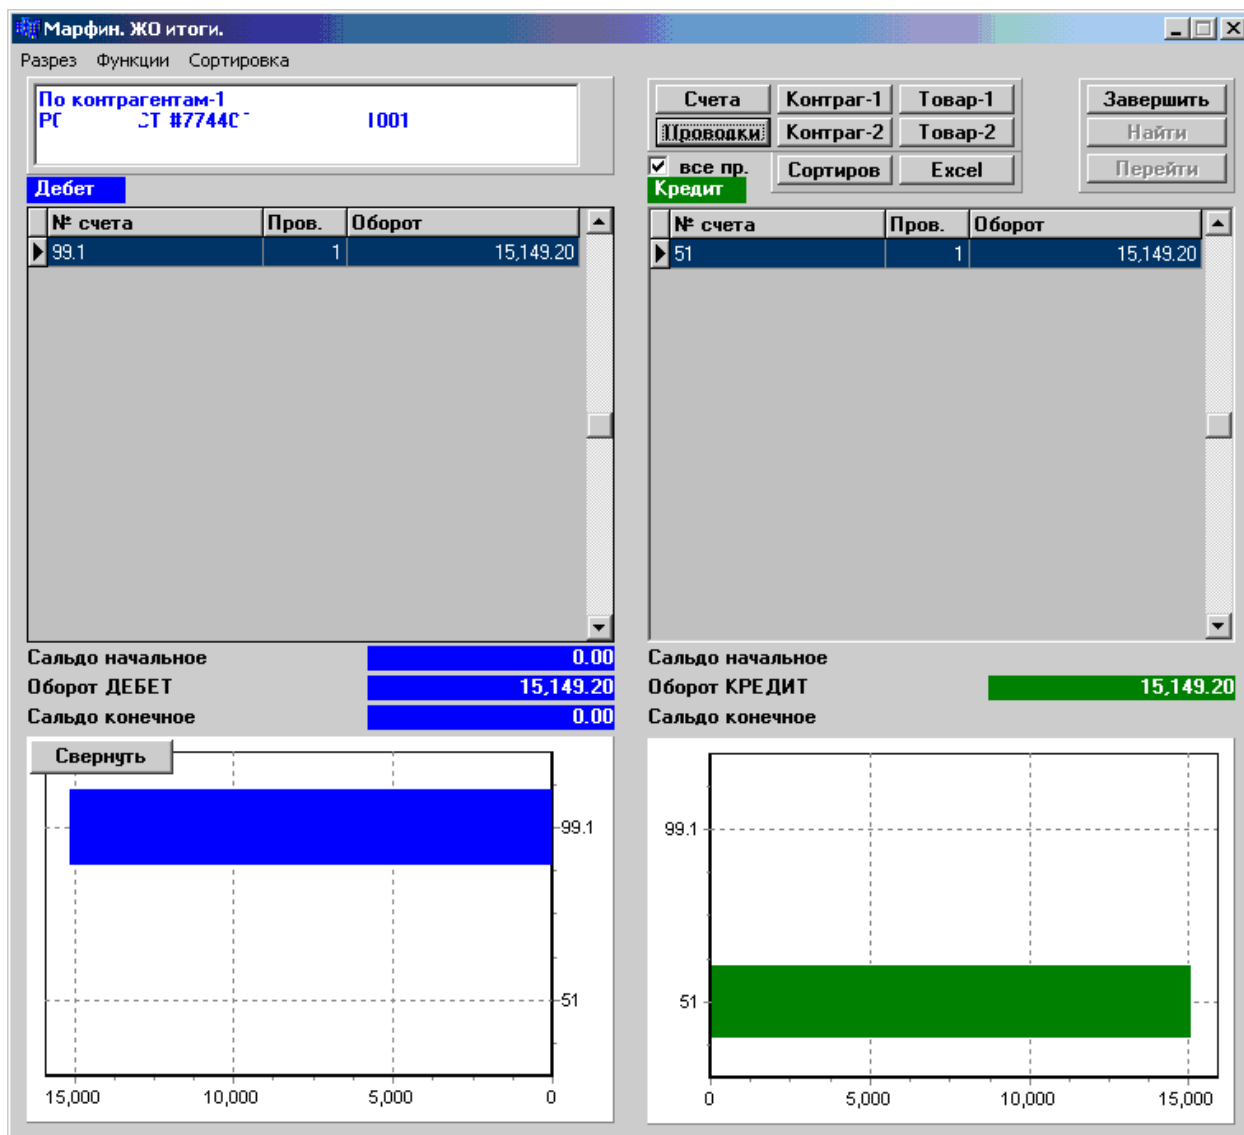 Марфин. ЖО итоги.
Разрез Функции Сортировка
По контрагентам-1
Счета Контраг-1 Товар-1 Завершить
Проводки Контраг-2 Товар-2 Найти
все пр. Сортиров Excel Перейти
Дебет
№ счета Пров. Оборот
99.1 1 15,149.20
Сальдо начальное 0.00
Оборот ДЕБЕТ 15,149.20
Сальдо конечное 0.00
Свернуть
99.1
51
15,000 10,000 5,000 0
Кредит
№ счета Пров. Оборот
51 1 15,149.20
Сальдо начальное
Оборот КРЕДИТ 15,149.20
Сальдо конечное
99.1
51
0 5,000 10,000 15,000